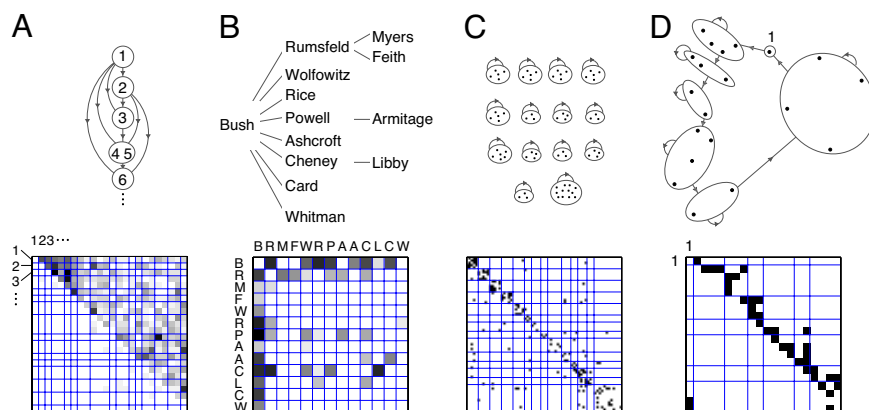 A B C D
1
2
3
4 5
6
⋮
Bush
Rumsfeld
Wolfowitz
Rice
Powell
Ashcroft
Cheney
Card
Whitman
Myers
Feith
Armitage
Libby
1
123⋯
1
2
3
⋮
B R M F W R P A A C L C W
B
R
M
F
W
R
P
A
A
C
L
C
W
1
1